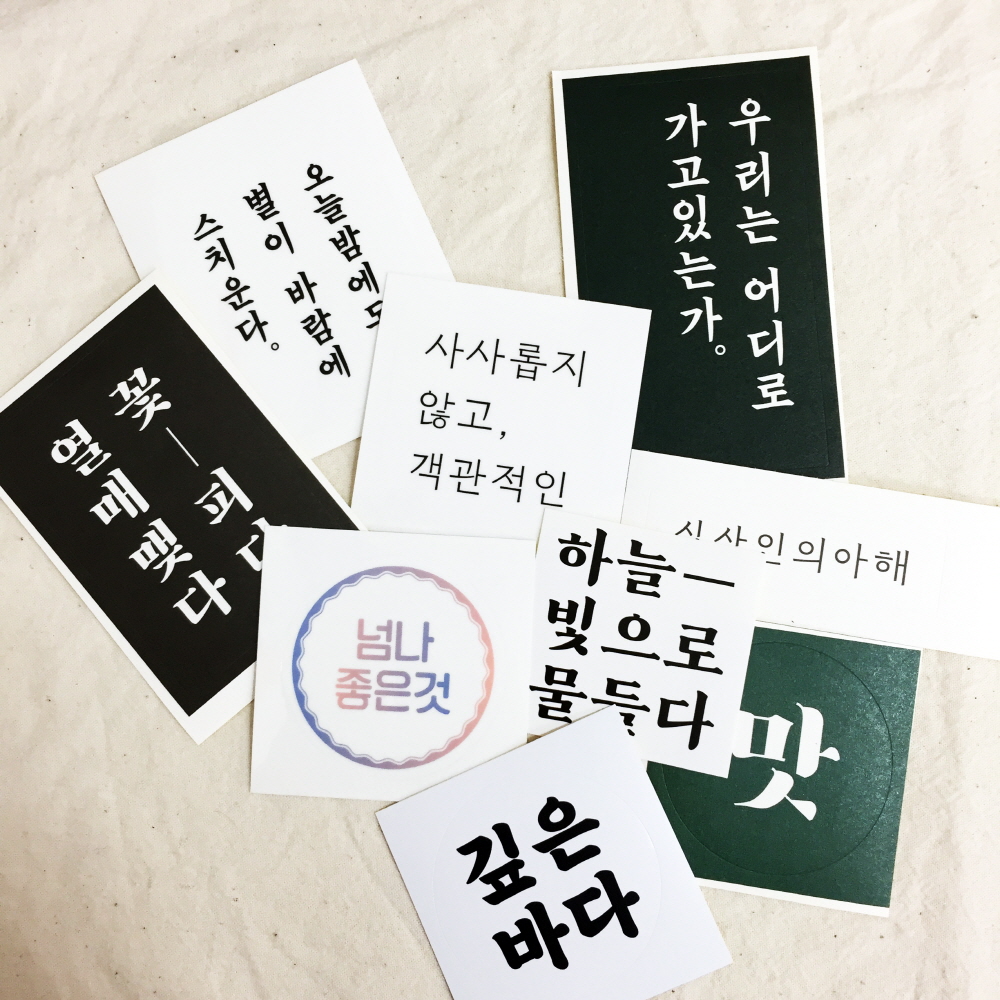 오늘밤에도
별이 바람에
스치운다。
우리는 어디로
가고있는가。
꽃—피다
열매맺다
사사롭지
않고,
객관적인
신사인의아해
넘나
좋은것
하늘—
빛으로
물들다
맛
깊은
바다